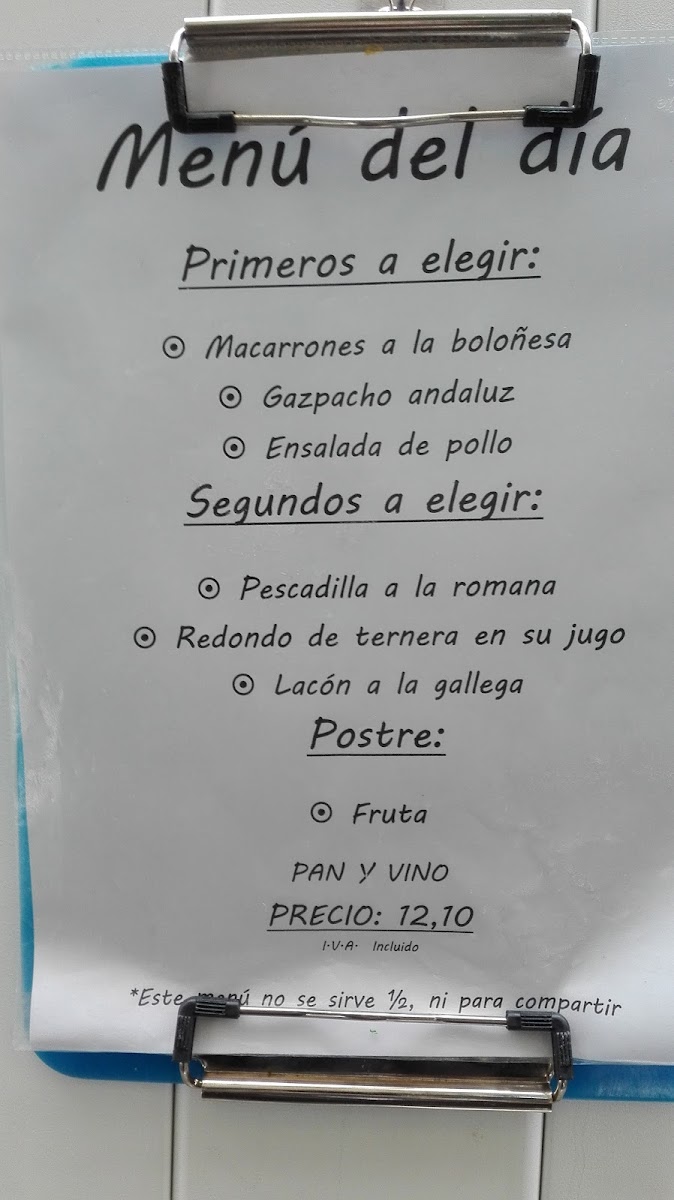 Menú del día
Primeros a elegir:
⦿ Macarrones a la boloñesa
⦿ Gazpacho andaluz
⦿ Ensalada de pollo
Segundos a elegir:
⦿ Pescadilla a la romana
⦿ Redondo de ternera en su jugo
⦿ Lacón a la gallega
Postre:
⦿ Fruta
PAN Y VINO
PRECIO: 12,10
I.V.A. Incluido
*Este menú no se sirve ½, ni para compartir